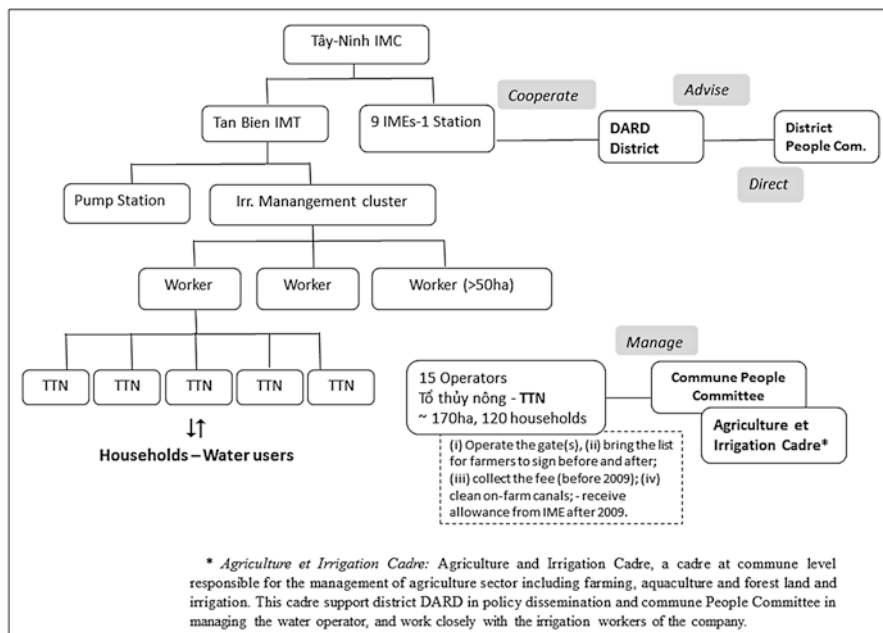 Tây-Ninh IMC
Cooperate
Advise
Tan Bien IMT
9 IMEs-1 Station
DARD
District
District
People Com.
Direct
Pump Station
Irr. Manangement cluster
Worker
Worker
Worker (>50ha)
Manage
TTN
TTN
TTN
TTN
TTN
15 Operators
Tổ thủy nông - TTN
~ 170ha, 120 households
Commune People
Committee
Agriculture et
Irrigation Cadre*
↓↑
Households – Water users
(i) Operate the gate(s), (ii) bring the list
for farmers to sign before and after;
(iii) collect the fee (before 2009); (iv)
clean on-farm canals; - receive
allowance from IME after 2009.
* Agriculture et Irrigation Cadre: Agriculture and Irrigation Cadre, a cadre at commune level
responsible for the management of agriculture sector including farming, aquaculture and forest land and
irrigation. This cadre support district DARD in policy dissemination and commune People Committee in
managing the water operator, and work closely with the irrigation workers of the company.